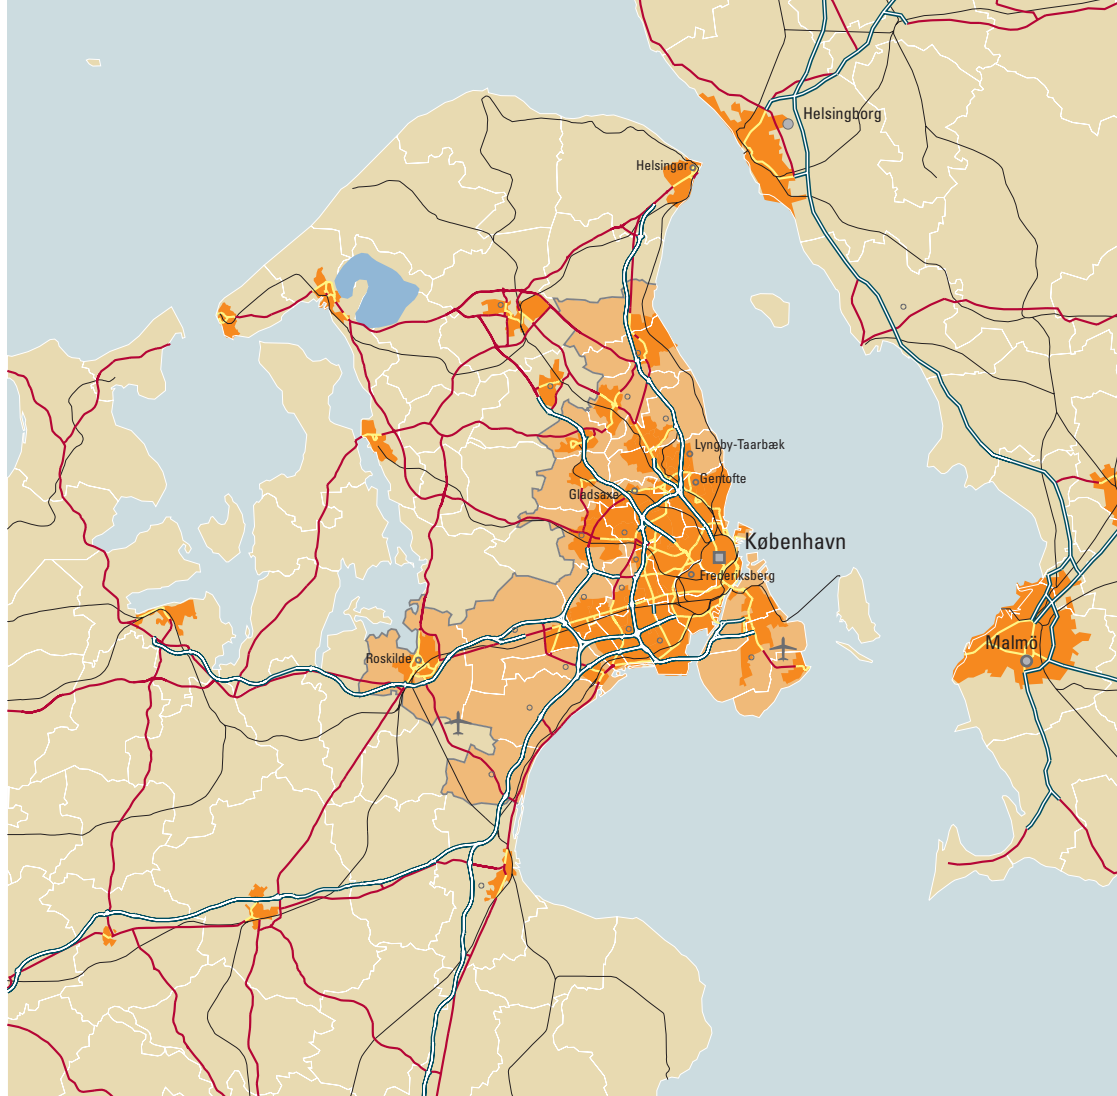 Helsingborg
Helsingør
Lyngby-Taarbæk
Gentofte
Gladsaxe
København
Frederiksberg
Malmö
Roskilde